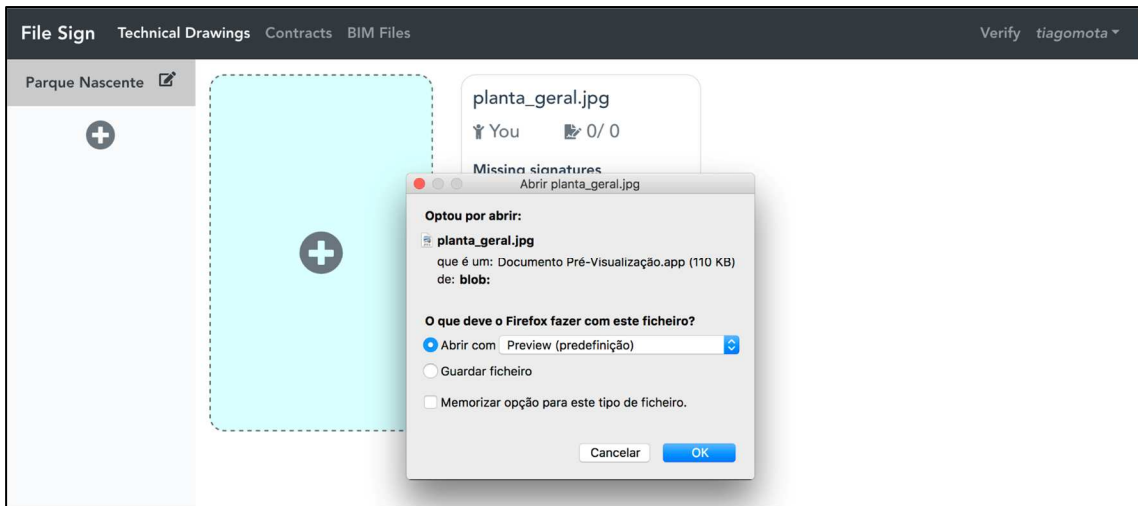 File Sign Technical Drawings Contracts BIM Files Verify tiagomota
Parque Nascente
planta_geral.jpg
You 0/ 0
Missing signatures
Abrir planta_geral.jpg
Optou por abrir:
planta_geral.jpg
que é um: Documento Pré-Visualização.app (110 KB)
de: blob:
O que deve o Firefox fazer com este ficheiro?
Abrir com Preview (predefinição)
Guardar ficheiro
Memorizar opção para este tipo de ficheiro.
Cancelar OK